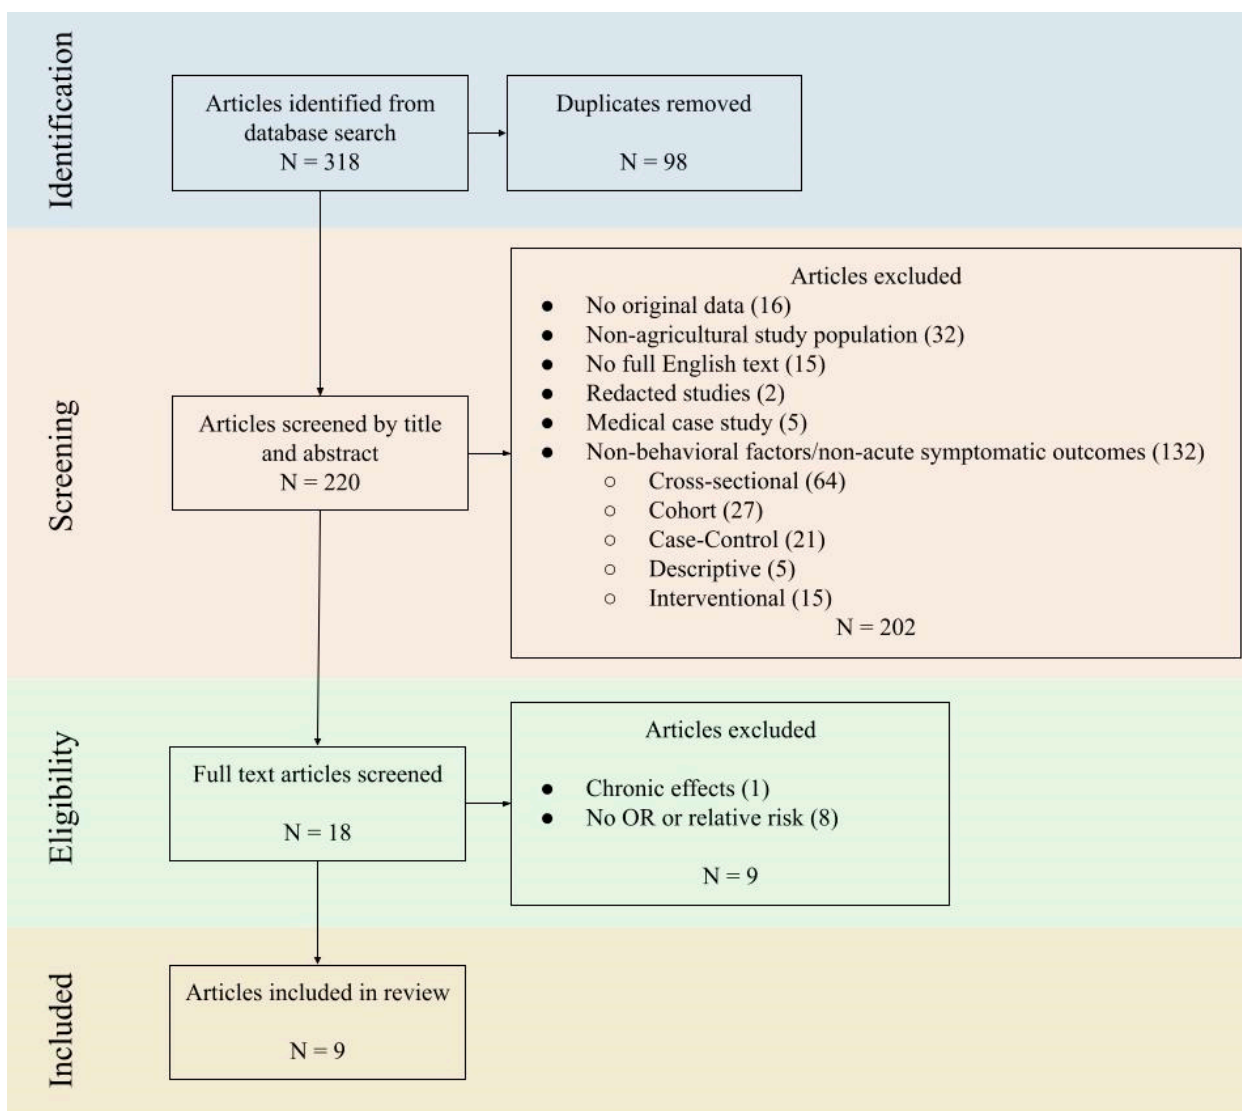 Identification
Articles identified from
database search
N = 318
Duplicates removed
N = 98
Screening
Articles screened by title
and abstract
N = 220
Articles excluded
● No original data (16)
● Non-agricultural study population (32)
● No full English text (15)
● Redacted studies (2)
● Medical case study (5)
● Non-behavioral factors/non-acute symptomatic outcomes (132)
○ Cross-sectional (64)
○ Cohort (27)
○ Case-Control (21)
○ Descriptive (5)
○ Interventional (15)
N = 202
Eligibility
Full text articles screened
N = 18
Articles excluded
● Chronic effects (1)
● No OR or relative risk (8)
N = 9
Included
Articles included in review
N = 9